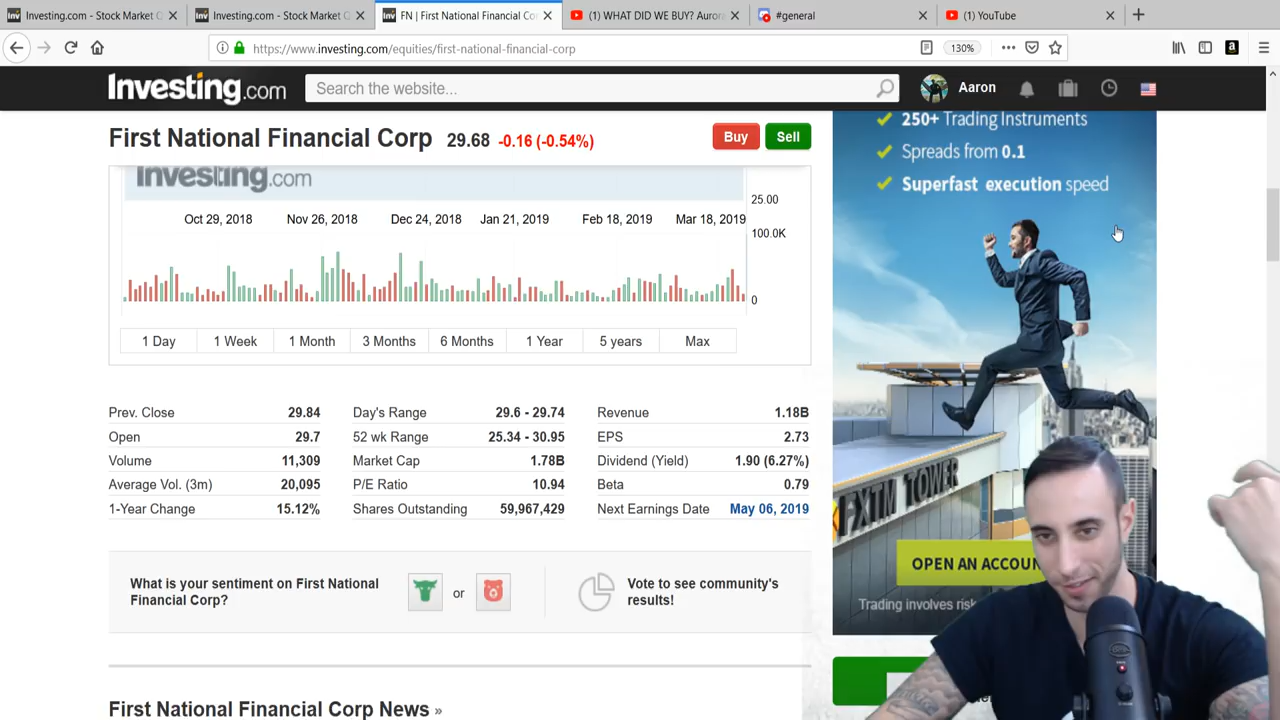 Investing.com - Stock Market Q
Investing.com - Stock Market Q
FN | First National Financial Cor
(1) WHAT DID WE BUY? Aurora
#general
(1) YouTube
https://www.investing.com/equities/first-national-financial-corp
130%
Investing.com
Search the website...
Aaron
First National Financial Corp 29.68 -0.16 (-0.54%)
Buy
Sell
Investing.com
25.00
Oct 29, 2018 Nov 26, 2018 Dec 24, 2018 Jan 21, 2019 Feb 18, 2019 Mar 18, 2019
100.0K
0
1 Day 1 Week 1 Month 3 Months 6 Months 1 Year 5 years Max
Prev. Close 29.84 Day's Range 29.6 - 29.74 Revenue 1.18B
Open 29.7 52 wk Range 25.34 - 30.95 EPS 2.73
Volume 11,309 Market Cap 1.78B Dividend (Yield) 1.90 (6.27%)
Average Vol. (3m) 20,095 P/E Ratio 10.94 Beta 0.79
1-Year Change 15.12% Shares Outstanding 59,967,429 Next Earnings Date May 06, 2019
What is your sentiment on First National
Financial Corp?
or
Vote to see community's
results!
First National Financial Corp News »
250+ Trading Instruments
Spreads from 0.1
Superfast execution speed
FXTM TOWER
OPEN AN ACCOUN
Trading involves risk